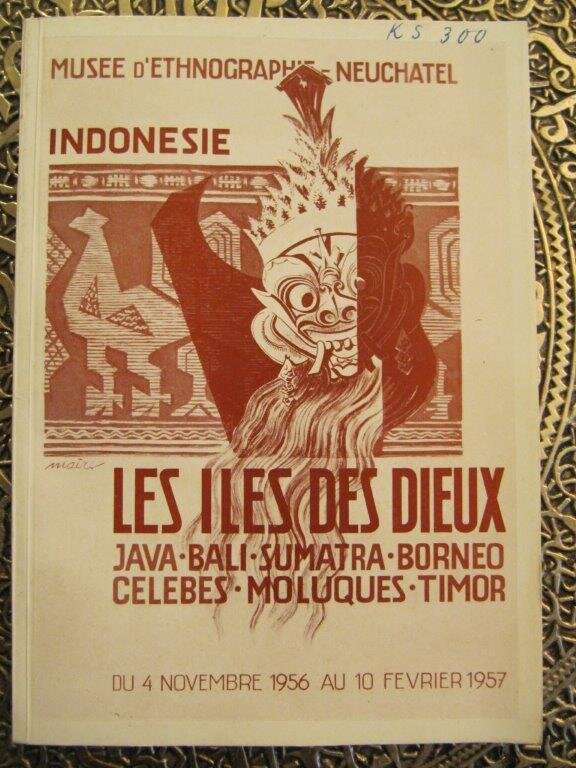 KS 300
MUSEE D'ETHNOGRAPHIE - NEUCHATEL
INDONESIE
LES ILES DES DIEUX
JAVA·BALI·SUMATRA·BORNEO
CELEBES·MOLUQUES·TIMOR
DU 4 NOVEMBRE 1956 AU 10 FEVRIER 1957